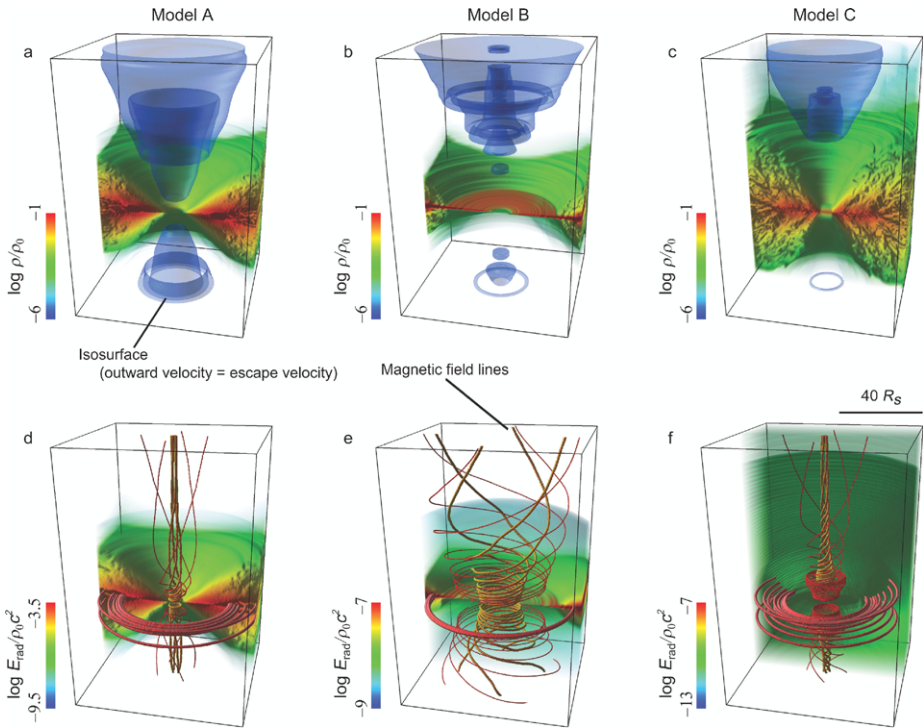 Model A
Model B
Model C
a
b
c
−1
log ρ/ρ0
−6
−1
log ρ/ρ0
−6
−1
log ρ/ρ0
−6
Isosurface
(outward velocity = escape velocity)
Magnetic field lines
40 Rs
d
e
f
−3.5
log Erad/ρ0c²
−9.5
−7
log Erad/ρ0c²
−9
−7
log Erad/ρ0c²
−13